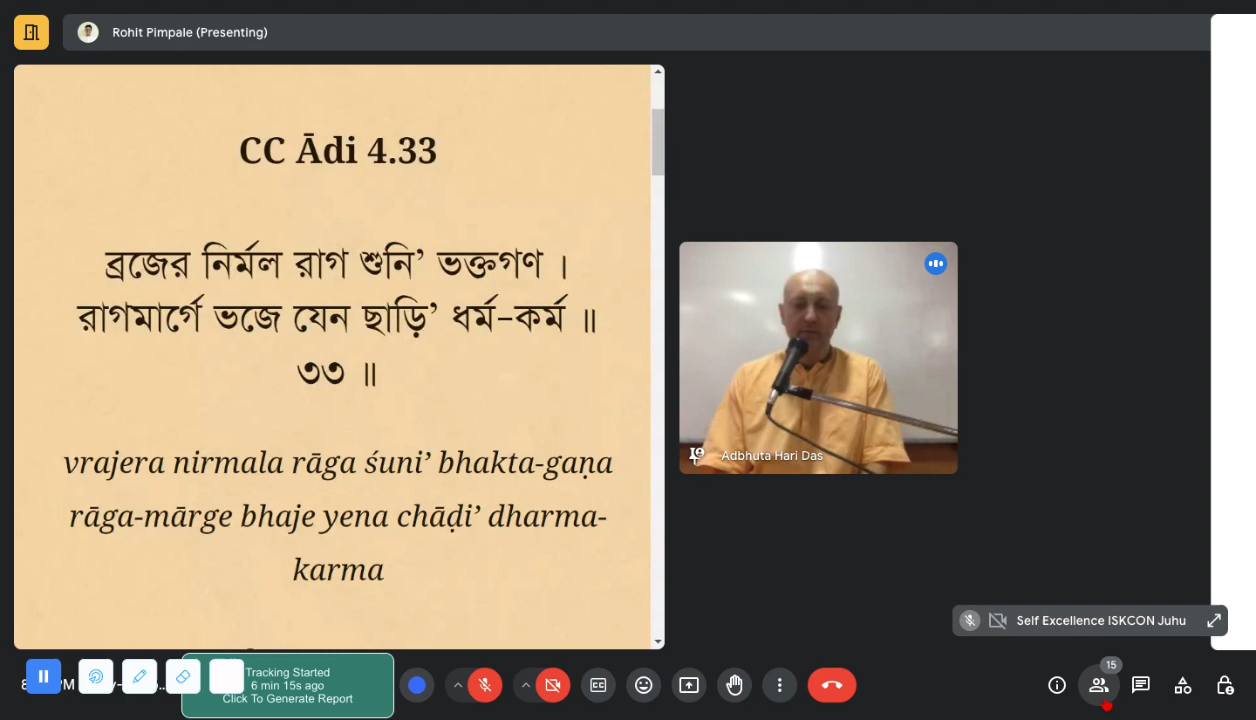 Rohit Pimpale (Presenting)
CC Ādi 4.33
ব্রজের নির্মল রাগ শুনি’ ভক্তগণ ।
রাগমার্গে ভজে যেন ছাড়ি’ ধর্ম-কর্ম ॥
৩৩ ॥
vrajera nirmala rāga śuni’ bhakta-gaṇa
rāga-mārge bhaje yena chāḍi’ dharma-
karma
Adbhuta Hari Das
Self Excellence ISKCON Juhu
Tracking Started
6 min 15s ago
Click To Generate Report
15